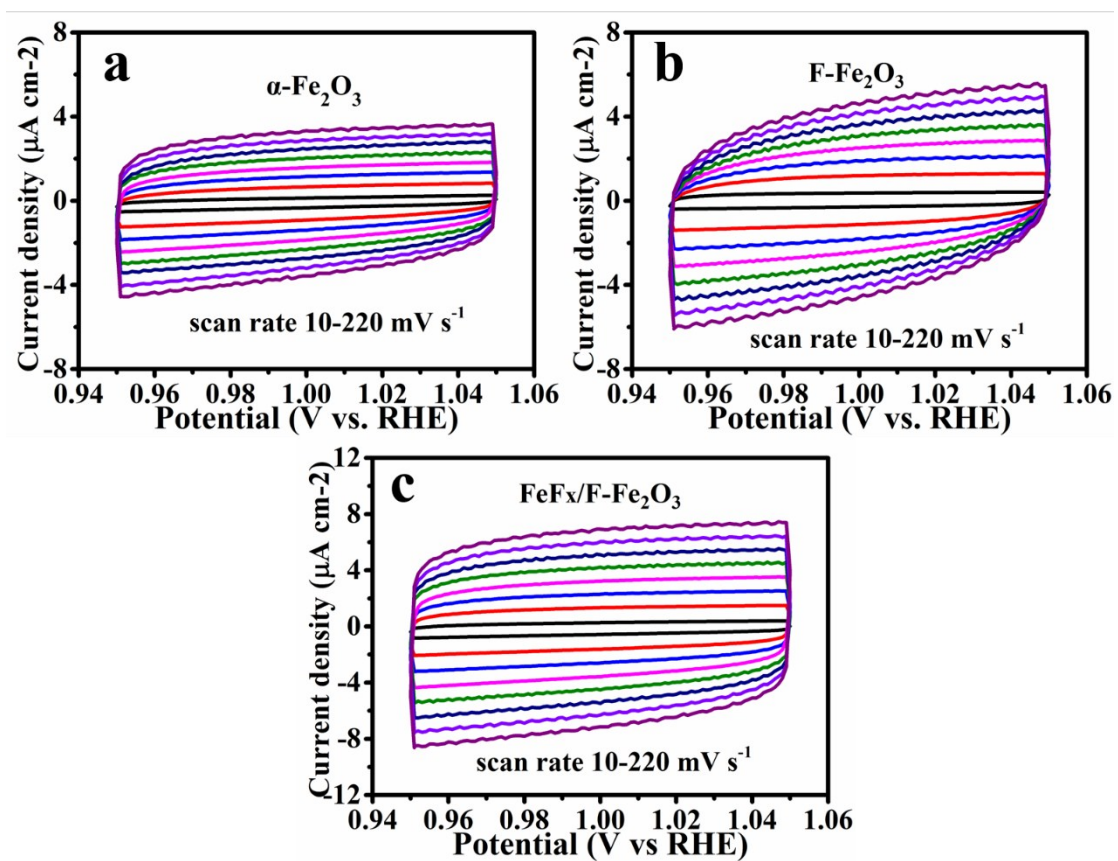 a
α-Fe₂O₃
8
4
0
-4
-8
Current density (μA cm-2)
scan rate 10-220 mV s⁻¹
0.94 0.96 0.98 1.00 1.02 1.04 1.06
Potential (V vs. RHE)
b
F-Fe₂O₃
8
4
0
-4
-8
Current density (μA cm-2)
scan rate 10-220 mV s⁻¹
0.94 0.96 0.98 1.00 1.02 1.04 1.06
Potential (V vs. RHE)
c
FeFx/F-Fe₂O₃
12
8
4
0
-4
-8
-12
Current density (μA cm-2)
scan rate 10-220 mV s⁻¹
0.94 0.96 0.98 1.00 1.02 1.04 1.06
Potential (V vs RHE)